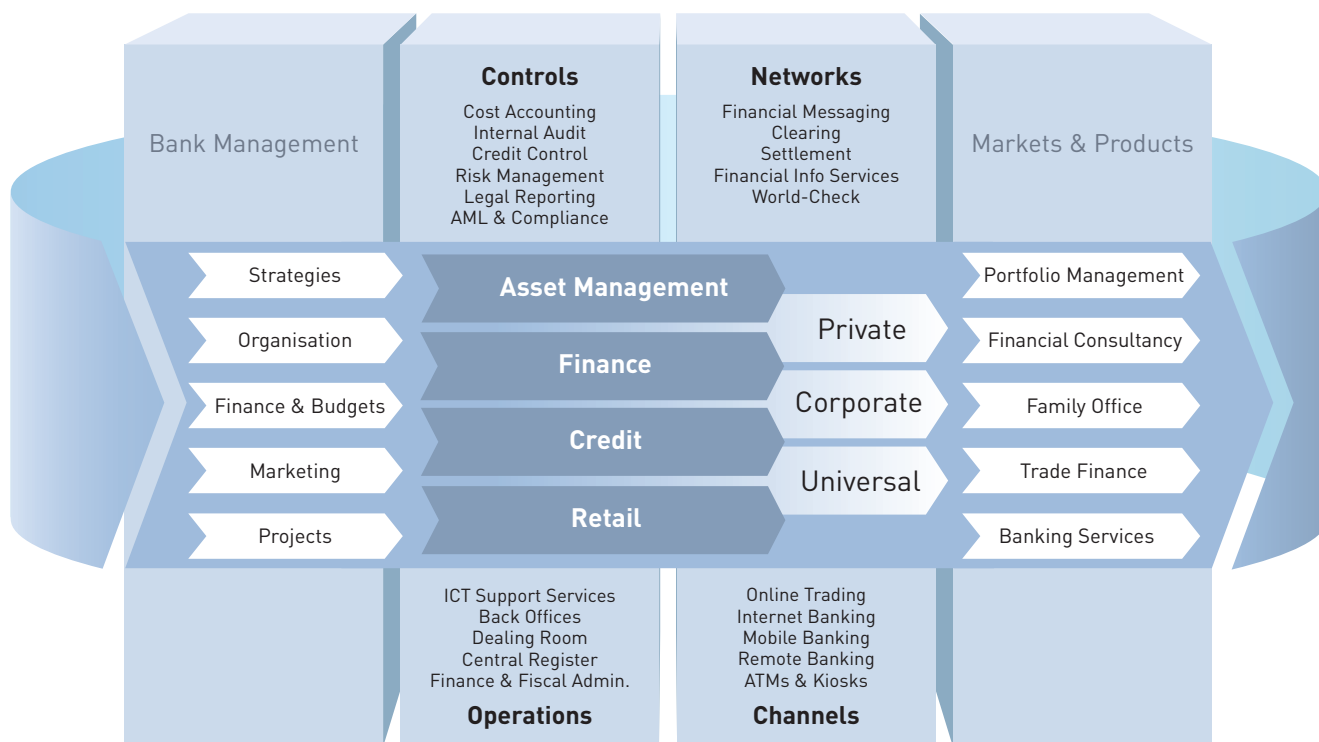 Bank Management
Controls
Cost Accounting
Internal Audit
Credit Control
Risk Management
Legal Reporting
AML & Compliance
Networks
Financial Messaging
Clearing
Settlement
Financial Info Services
World-Check
Markets & Products
Strategies
Organisation
Finance & Budgets
Marketing
Projects
Asset Management
Finance
Credit
Retail
Private
Corporate
Universal
Portfolio Management
Financial Consultancy
Family Office
Trade Finance
Banking Services
ICT Support Services
Back Offices
Dealing Room
Central Register
Finance & Fiscal Admin.
Operations
Online Trading
Internet Banking
Mobile Banking
Remote Banking
ATMs & Kiosks
Channels